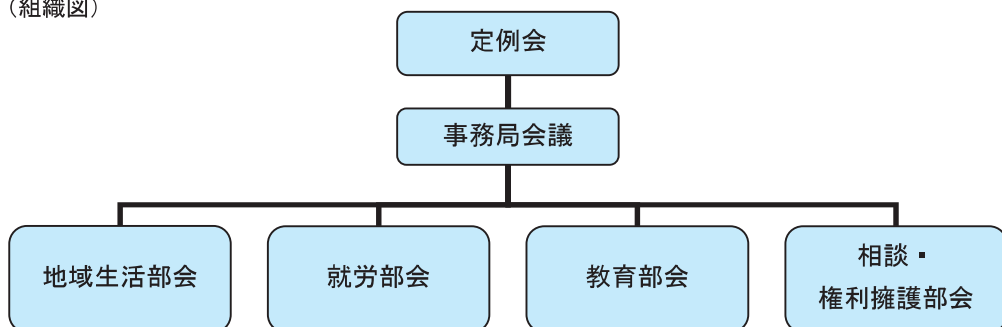 （組織図）
定例会
事務局会議
地域生活部会
就労部会
教育部会
相談・
権利擁護部会